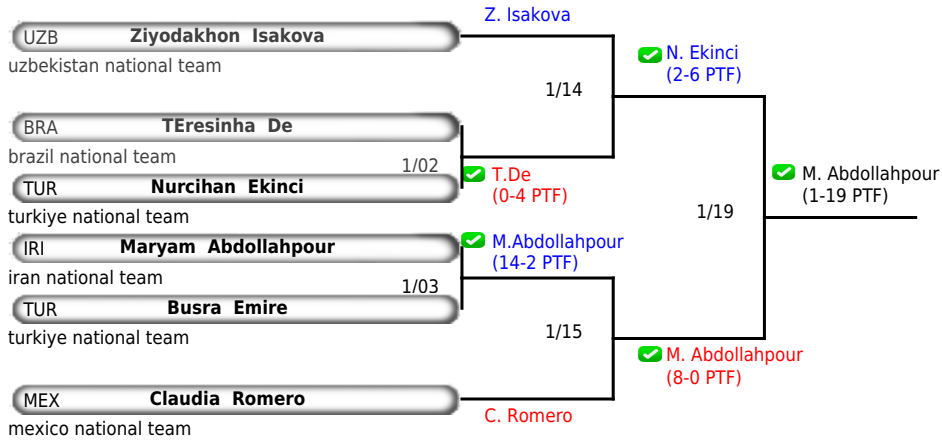 Z. Isakova
UZB Ziyodakhon Isakova
uzbekistan national team
N. Ekinci
(2-6 PTF)
1/14
BRA TEresinha De
brazil national team
1/02
T.De
(0-4 PTF)
TUR Nurcihan Ekinci
turkiye national team
M. Abdollahpour
(1-19 PTF)
1/19
IRI Maryam Abdollahpour
iran national team
M.Abdollahpour
(14-2 PTF)
1/03
TUR Busra Emire
turkiye national team
1/15
M. Abdollahpour
(8-0 PTF)
MEX Claudia Romero
mexico national team
C. Romero